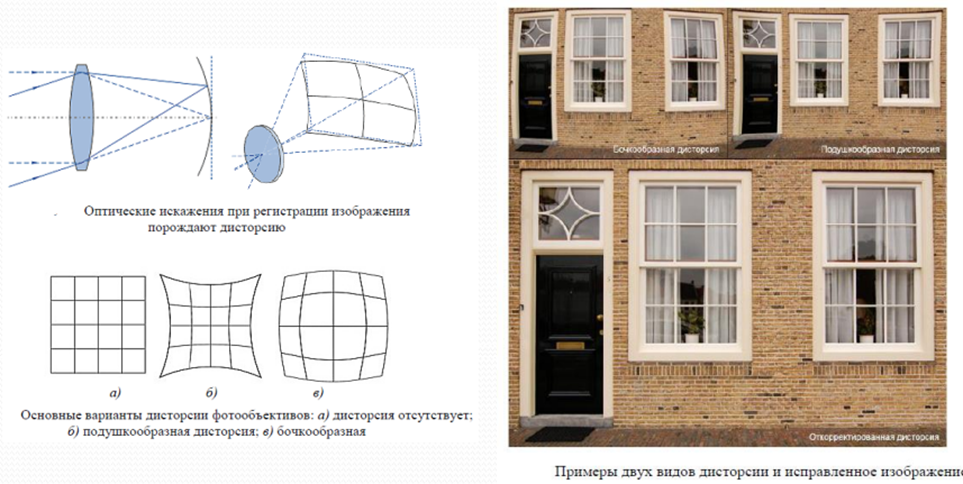 Оптические искажения при регистрации изображения
порождают дисторсию
а)
б)
в)
Основные варианты дисторсии фотообъективов: а) дисторсия отсутствует;
б) подушкообразная дисторсия; в) бочкообразная
Бочкообразная дисторсия
Подушкообразная дисторсия
Откорректированная дисторсия
Примеры двух видов дисторсии и исправленное изображение